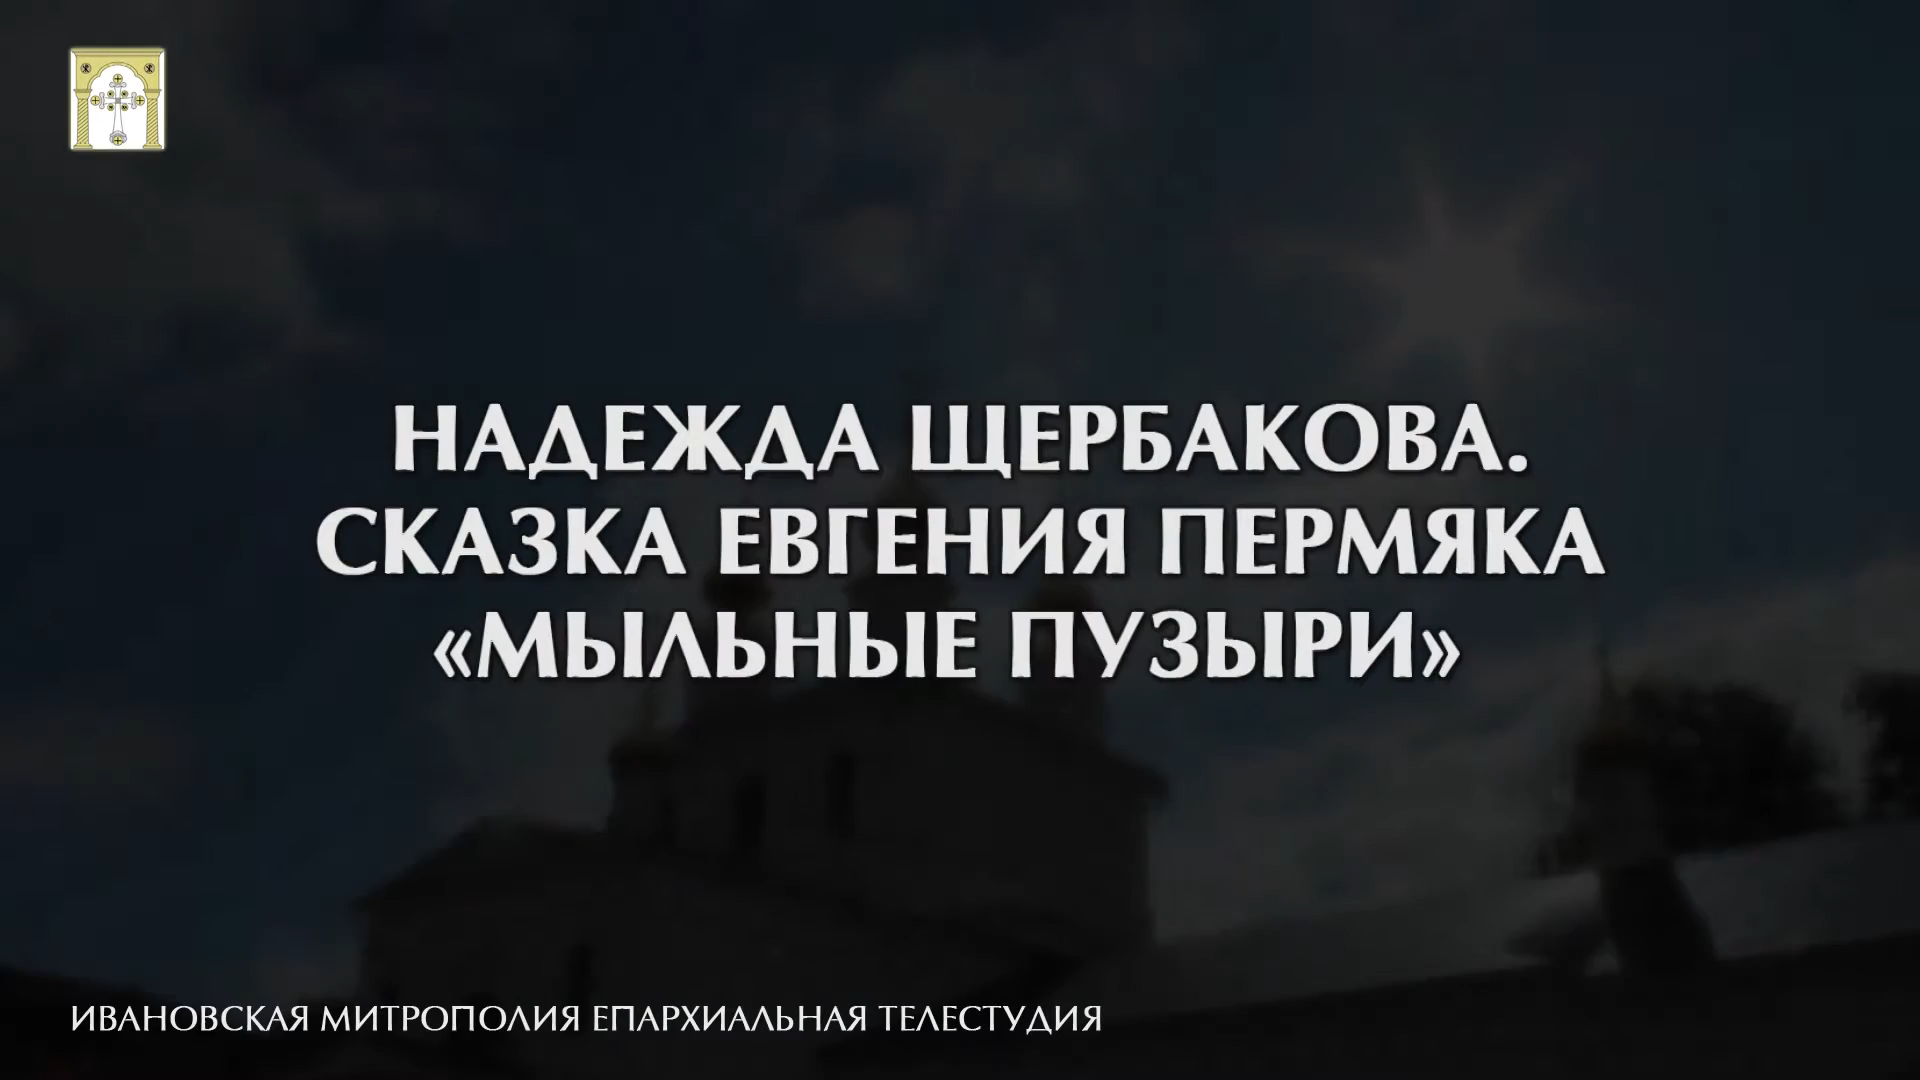 НАДЕЖДА ЩЕРБАКОВА.
СКАЗКА ЕВГЕНИЯ ПЕРМЯКА
«МЫЛЬНЫЕ ПУЗЫРИ»
ИВАНОВСКАЯ МИТРОПОЛИЯ ЕПАРХИАЛЬНАЯ ТЕЛЕСТУДИЯ